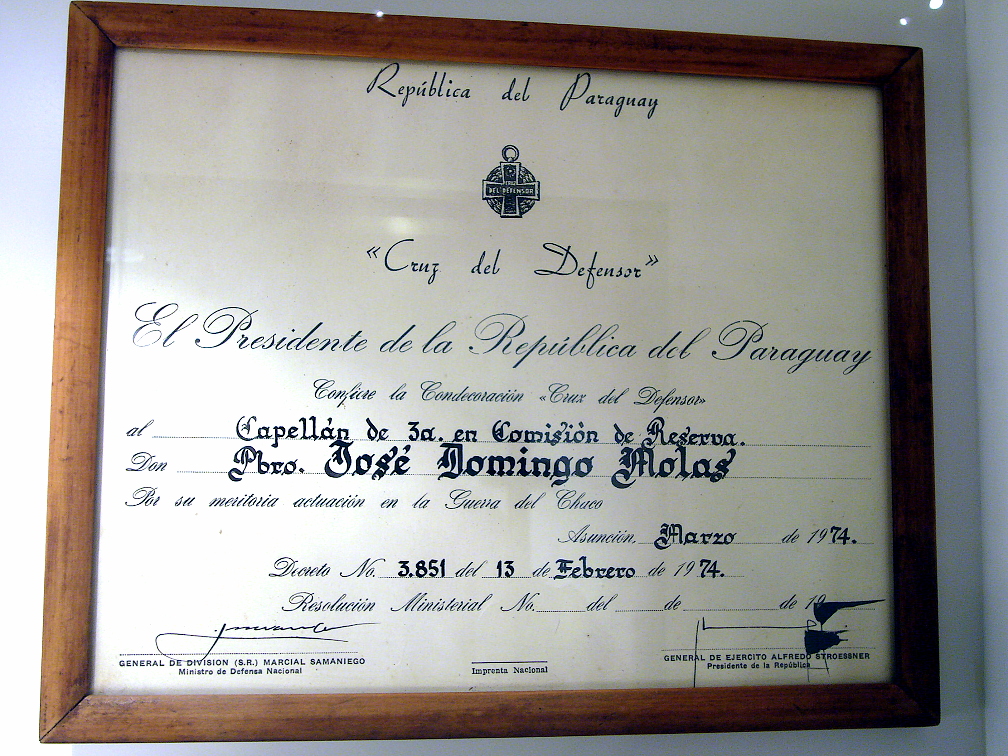 República del Paraguay
CRUZ
DEL DEFENSOR
«Cruz del Defensor»
El Presidente de la República del Paraguay
Confiere la Condecoración «Cruz del Defensor»
al Capellán de 3a. en Comisión de Reserva.
Don Pbro. José Domingo Molas
Por su meritoria actuación en la Guerra del Chaco
Asunción, Marzo de 1974.
Decreto No. 3.851 del 13 de Febrero de 1974.
Resolución Ministerial No. del de de 19
GENERAL DE DIVISION (S.R.) MARCIAL SAMANIEGO
Ministro de Defensa Nacional
Imprenta Nacional
GENERAL DE EJERCITO ALFREDO STROESSNER
Presidente de la República